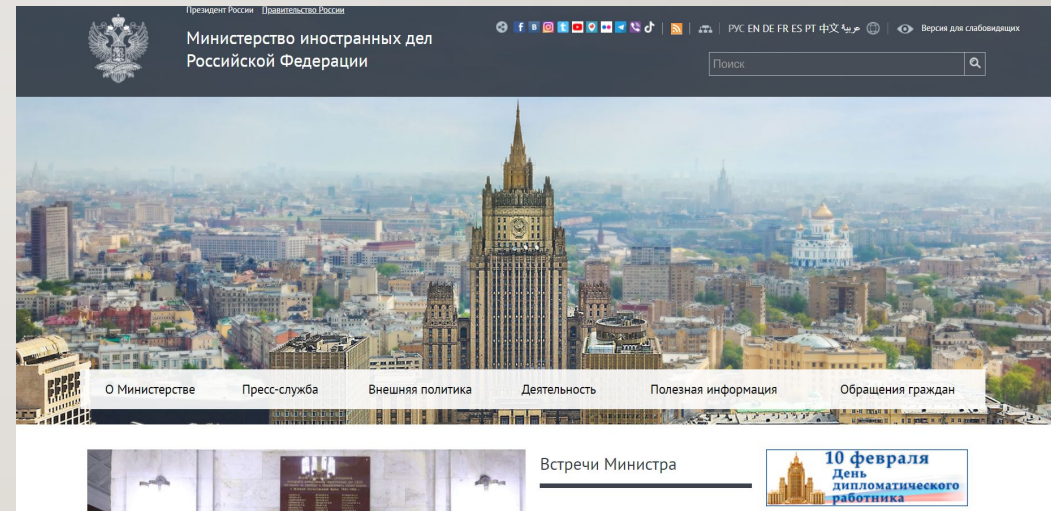 Президент России Правительство России
Министерство иностранных дел
Российской Федерации
РУС EN DE FR ES PT 中文 عربية
Версия для слабовидящих
Поиск
О Министерстве Пресс-служба Внешняя политика Деятельность Полезная информация Обращения граждан
Встречи Министра
10 февраля
День
дипломатического
работника